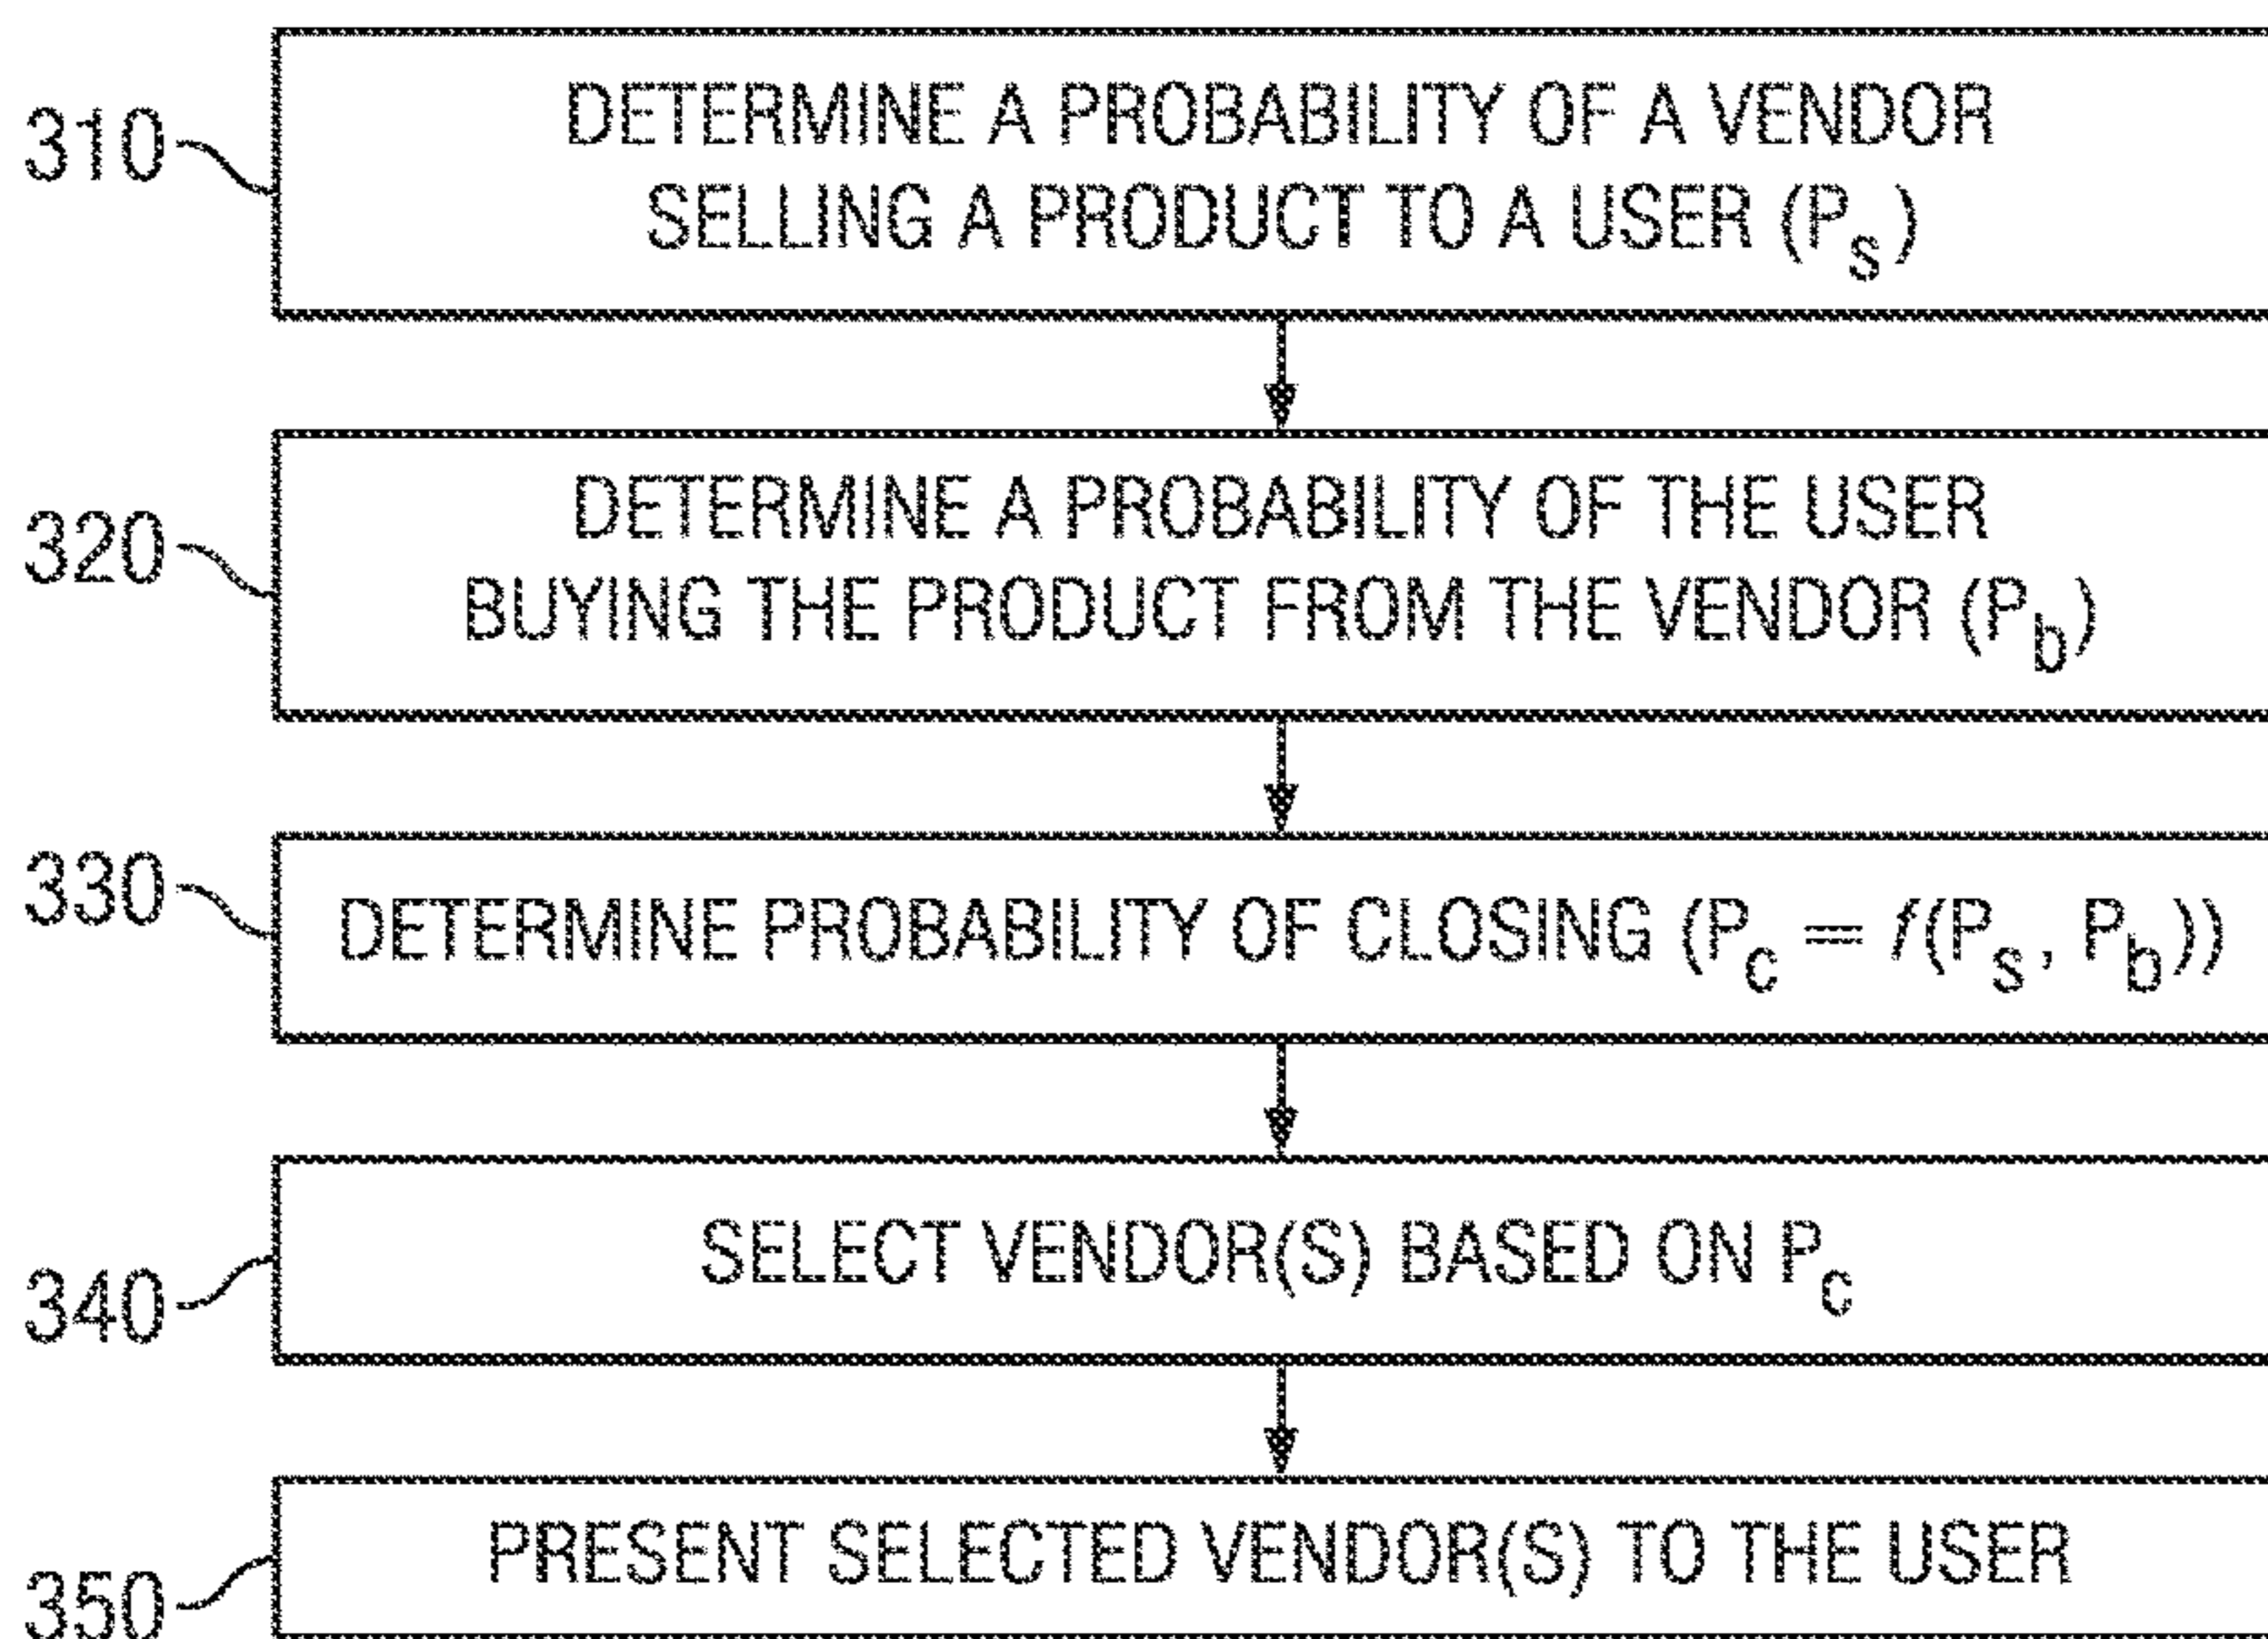 310
DETERMINE A PROBABILITY OF A VENDOR
SELLING A PRODUCT TO A USER (Ps)
320
DETERMINE A PROBABILITY OF THE USER
BUYING THE PRODUCT FROM THE VENDOR (Pb)
330
DETERMINE PROBABILITY OF CLOSING (Pc = f(Ps, Pb))
340
SELECT VENDOR(S) BASED ON Pc
350
PRESENT SELECTED VENDOR(S) TO THE USER